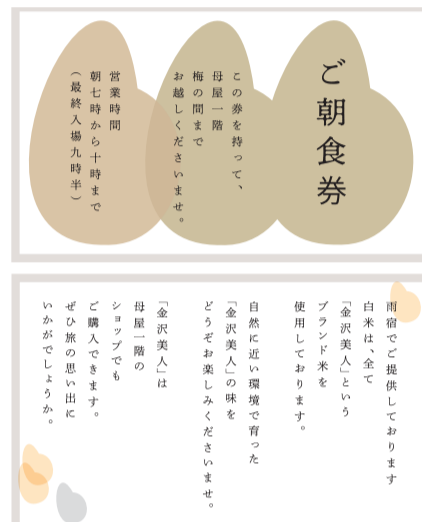 ご朝食券
この券を持って、
母屋一階
梅の間まで
お越しくださいませ。
営業時間
朝七時から十時まで
（最終入場九時半）
雨宿でご提供しております
白米は、全て
「金沢美人」という
ブランド米を
使用しております。
自然に近い環境で育った
「金沢美人」の味を
どうぞお楽しみくださいませ。
「金沢美人」は
母屋一階の
ショップでも
ご購入できます。
ぜひ旅の思い出に
いかがでしょうか。